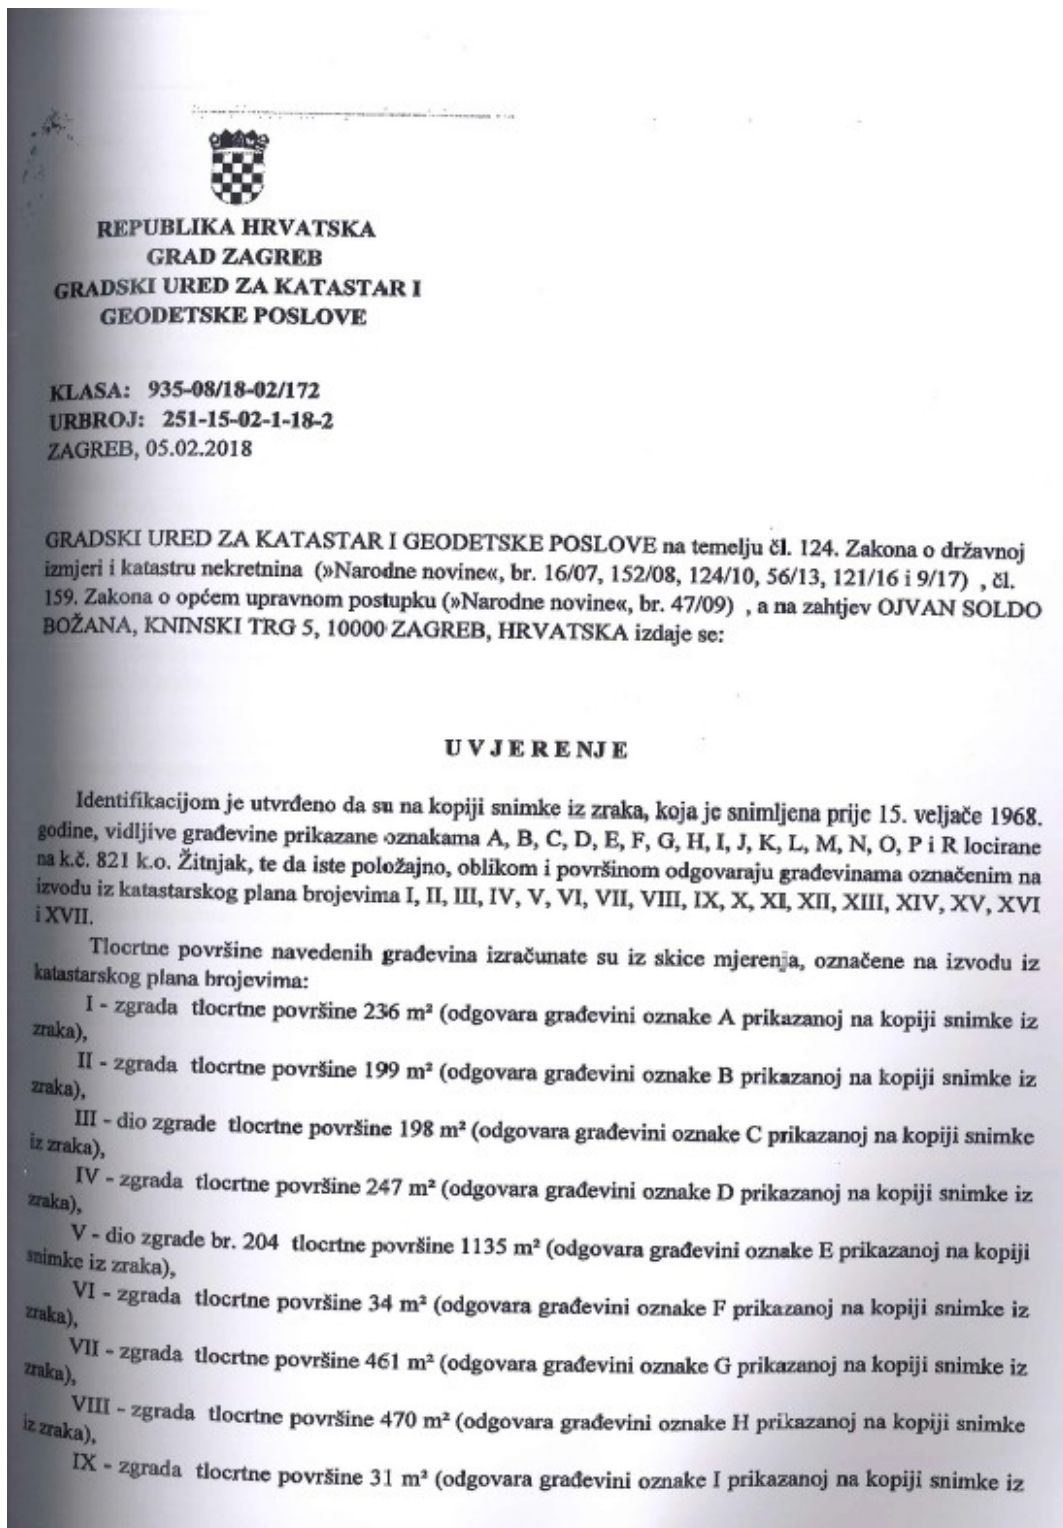 REPUBLIKA HRVATSKA
GRAD ZAGREB
GRADSKI URED ZA KATASTAR I
GEODETSKE POSLOVE
KLASA: 935-08/18-02/172
URBROJ: 251-15-02-1-18-2
ZAGREB, 05.02.2018
GRADSKI URED ZA KATASTAR I GEODETSKE POSLOVE na temelju čl. 124. Zakona o državnoj
izmjeri i katastru nekretnina (»Narodne novine«, br. 16/07, 152/08, 124/10, 56/13, 121/16 i 9/17) , čl.
159. Zakona o općem upravnom postupku (»Narodne novine«, br. 47/09) , a na zahtjev OJVAN SOLDO
BOŽANA, KNINSKI TRG 5, 10000 ZAGREB, HRVATSKA izdaje se:
U V J E R E N J E
Identifikacijom je utvrđeno da su na kopiji snimke iz zraka, koja je snimljena prije 15. veljače 1968.
godine, vidljive građevine prikazane oznakama A, B, C, D, E, F, G, H, I, J, K, L, M, N, O, P i R locirane
na k.č. 821 k.o. Žitnjak, te da iste položajno, oblikom i površinom odgovaraju građevinama označenim na
izvodu iz katastarskog plana brojevima I, II, III, IV, V, VI, VII, VIII, IX, X, XI, XII, XIII, XIV, XV, XVI
i XVII.
Tlocrtne površine navedenih građevina izračunate su iz skice mjerenja, označene na izvodu iz
katastarskog plana brojevima:
I - zgrada tlocrtne površine 236 m² (odgovara građevini oznake A prikazanoj na kopiji snimke iz
zraka),
II - zgrada tlocrtne površine 199 m² (odgovara građevini oznake B prikazanoj na kopiji snimke iz
zraka),
III - dio zgrade tlocrtne površine 198 m² (odgovara građevini oznake C prikazanoj na kopiji snimke
iz zraka),
IV - zgrada tlocrtne površine 247 m² (odgovara građevini oznake D prikazanoj na kopiji snimke iz
zraka),
V - dio zgrade br. 204 tlocrtne površine 1135 m² (odgovara građevini oznake E prikazanoj na kopiji
snimke iz zraka),
VI - zgrada tlocrtne površine 34 m² (odgovara građevini oznake F prikazanoj na kopiji snimke iz
zraka),
VII - zgrada tlocrtne površine 461 m² (odgovara građevini oznake G prikazanoj na kopiji snimke iz
zraka),
VIII - zgrada tlocrtne površine 470 m² (odgovara građevini oznake H prikazanoj na kopiji snimke
iz zraka),
IX - zgrada tlocrtne površine 31 m² (odgovara građevini oznake I prikazanoj na kopiji snimke iz